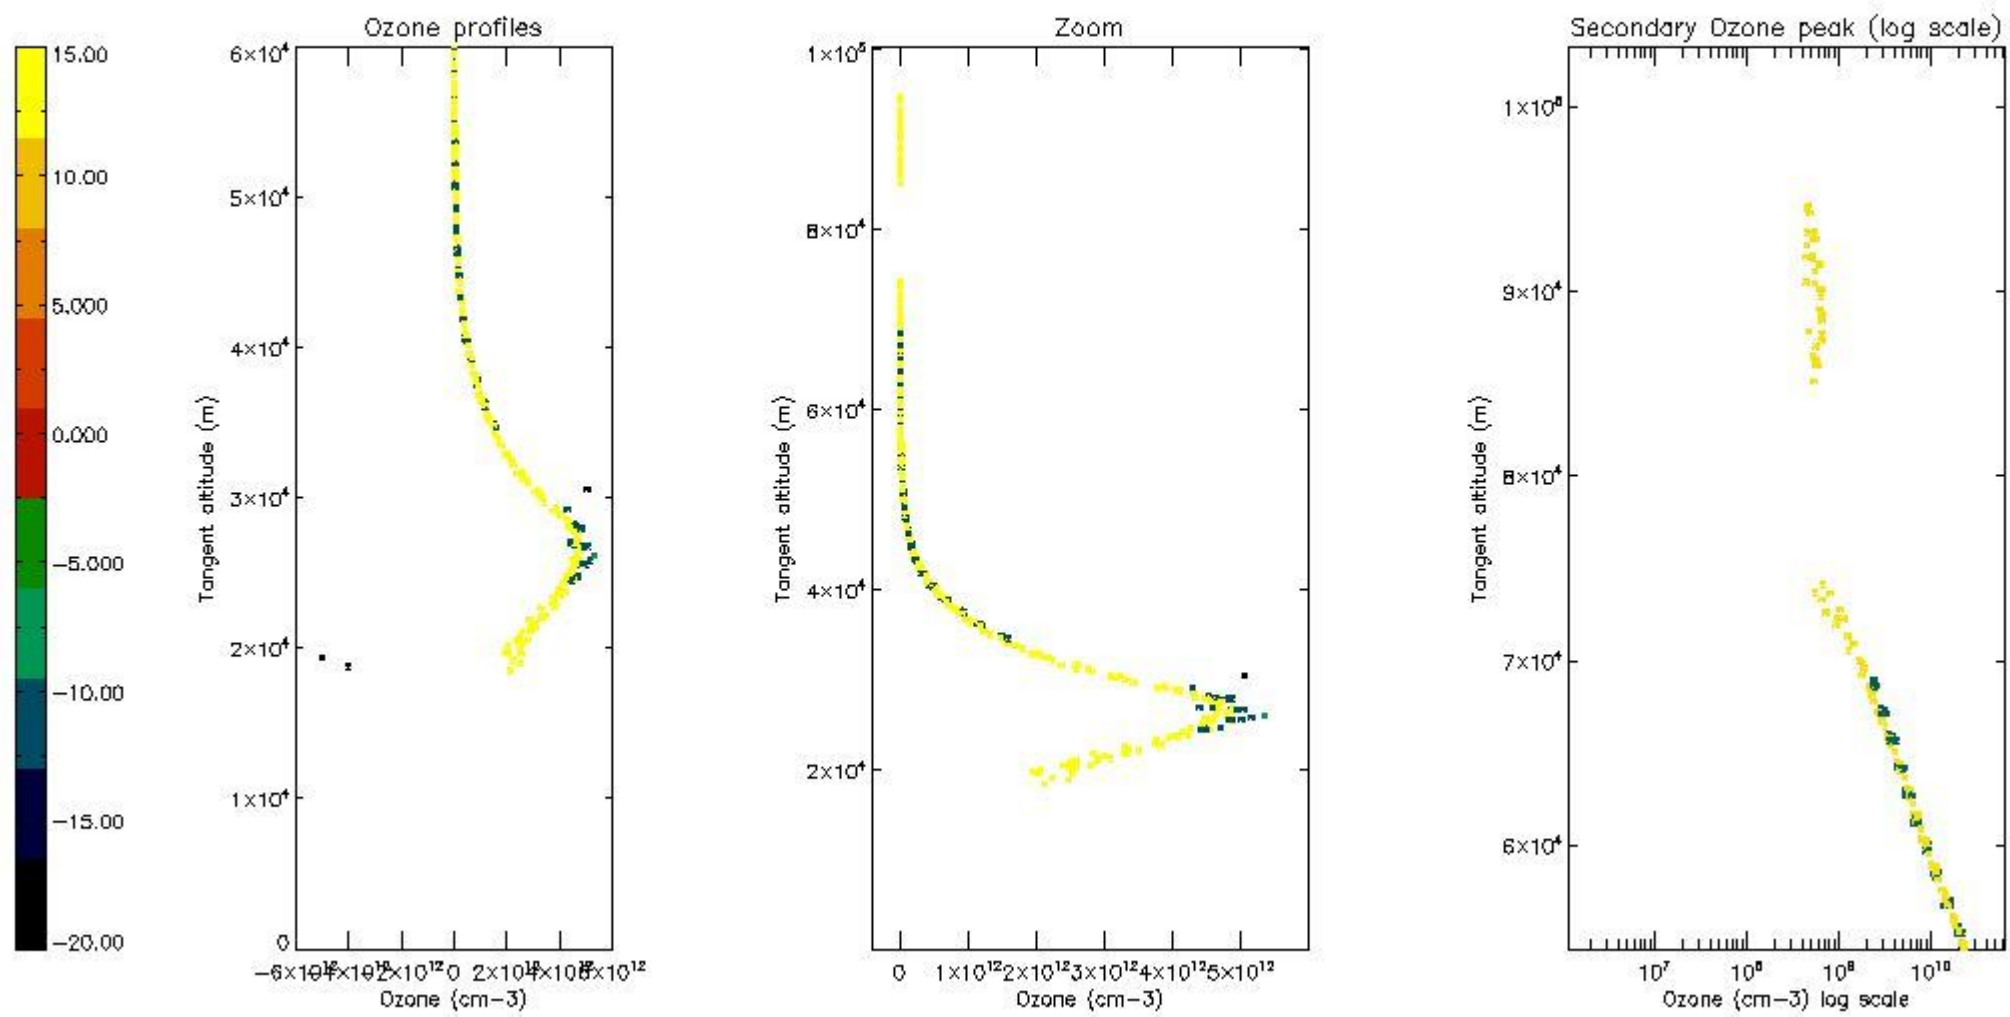 Ozone profiles
Zoom
Secondary Ozone peak (log scale)
15.00
10.00
5.000
0.000
−5.000
−10.00
−15.00
−20.00
6×10⁴
5×10⁴
4×10⁴
3×10⁴
2×10⁴
1×10⁴
0
Tangent altitude (m)
0
Ozone (cm−3)
1×10⁵
8×10⁴
6×10⁴
4×10⁴
2×10⁴
Tangent altitude (m)
0 1×10¹² 2×10¹² 3×10¹² 4×10¹² 5×10¹²
Ozone (cm−3)
9×10⁴
8×10⁴
7×10⁴
6×10⁴
Tangent altitude (m)
10⁷ 10⁸ 10⁹ 10¹⁰
Ozone (cm−3) log scale